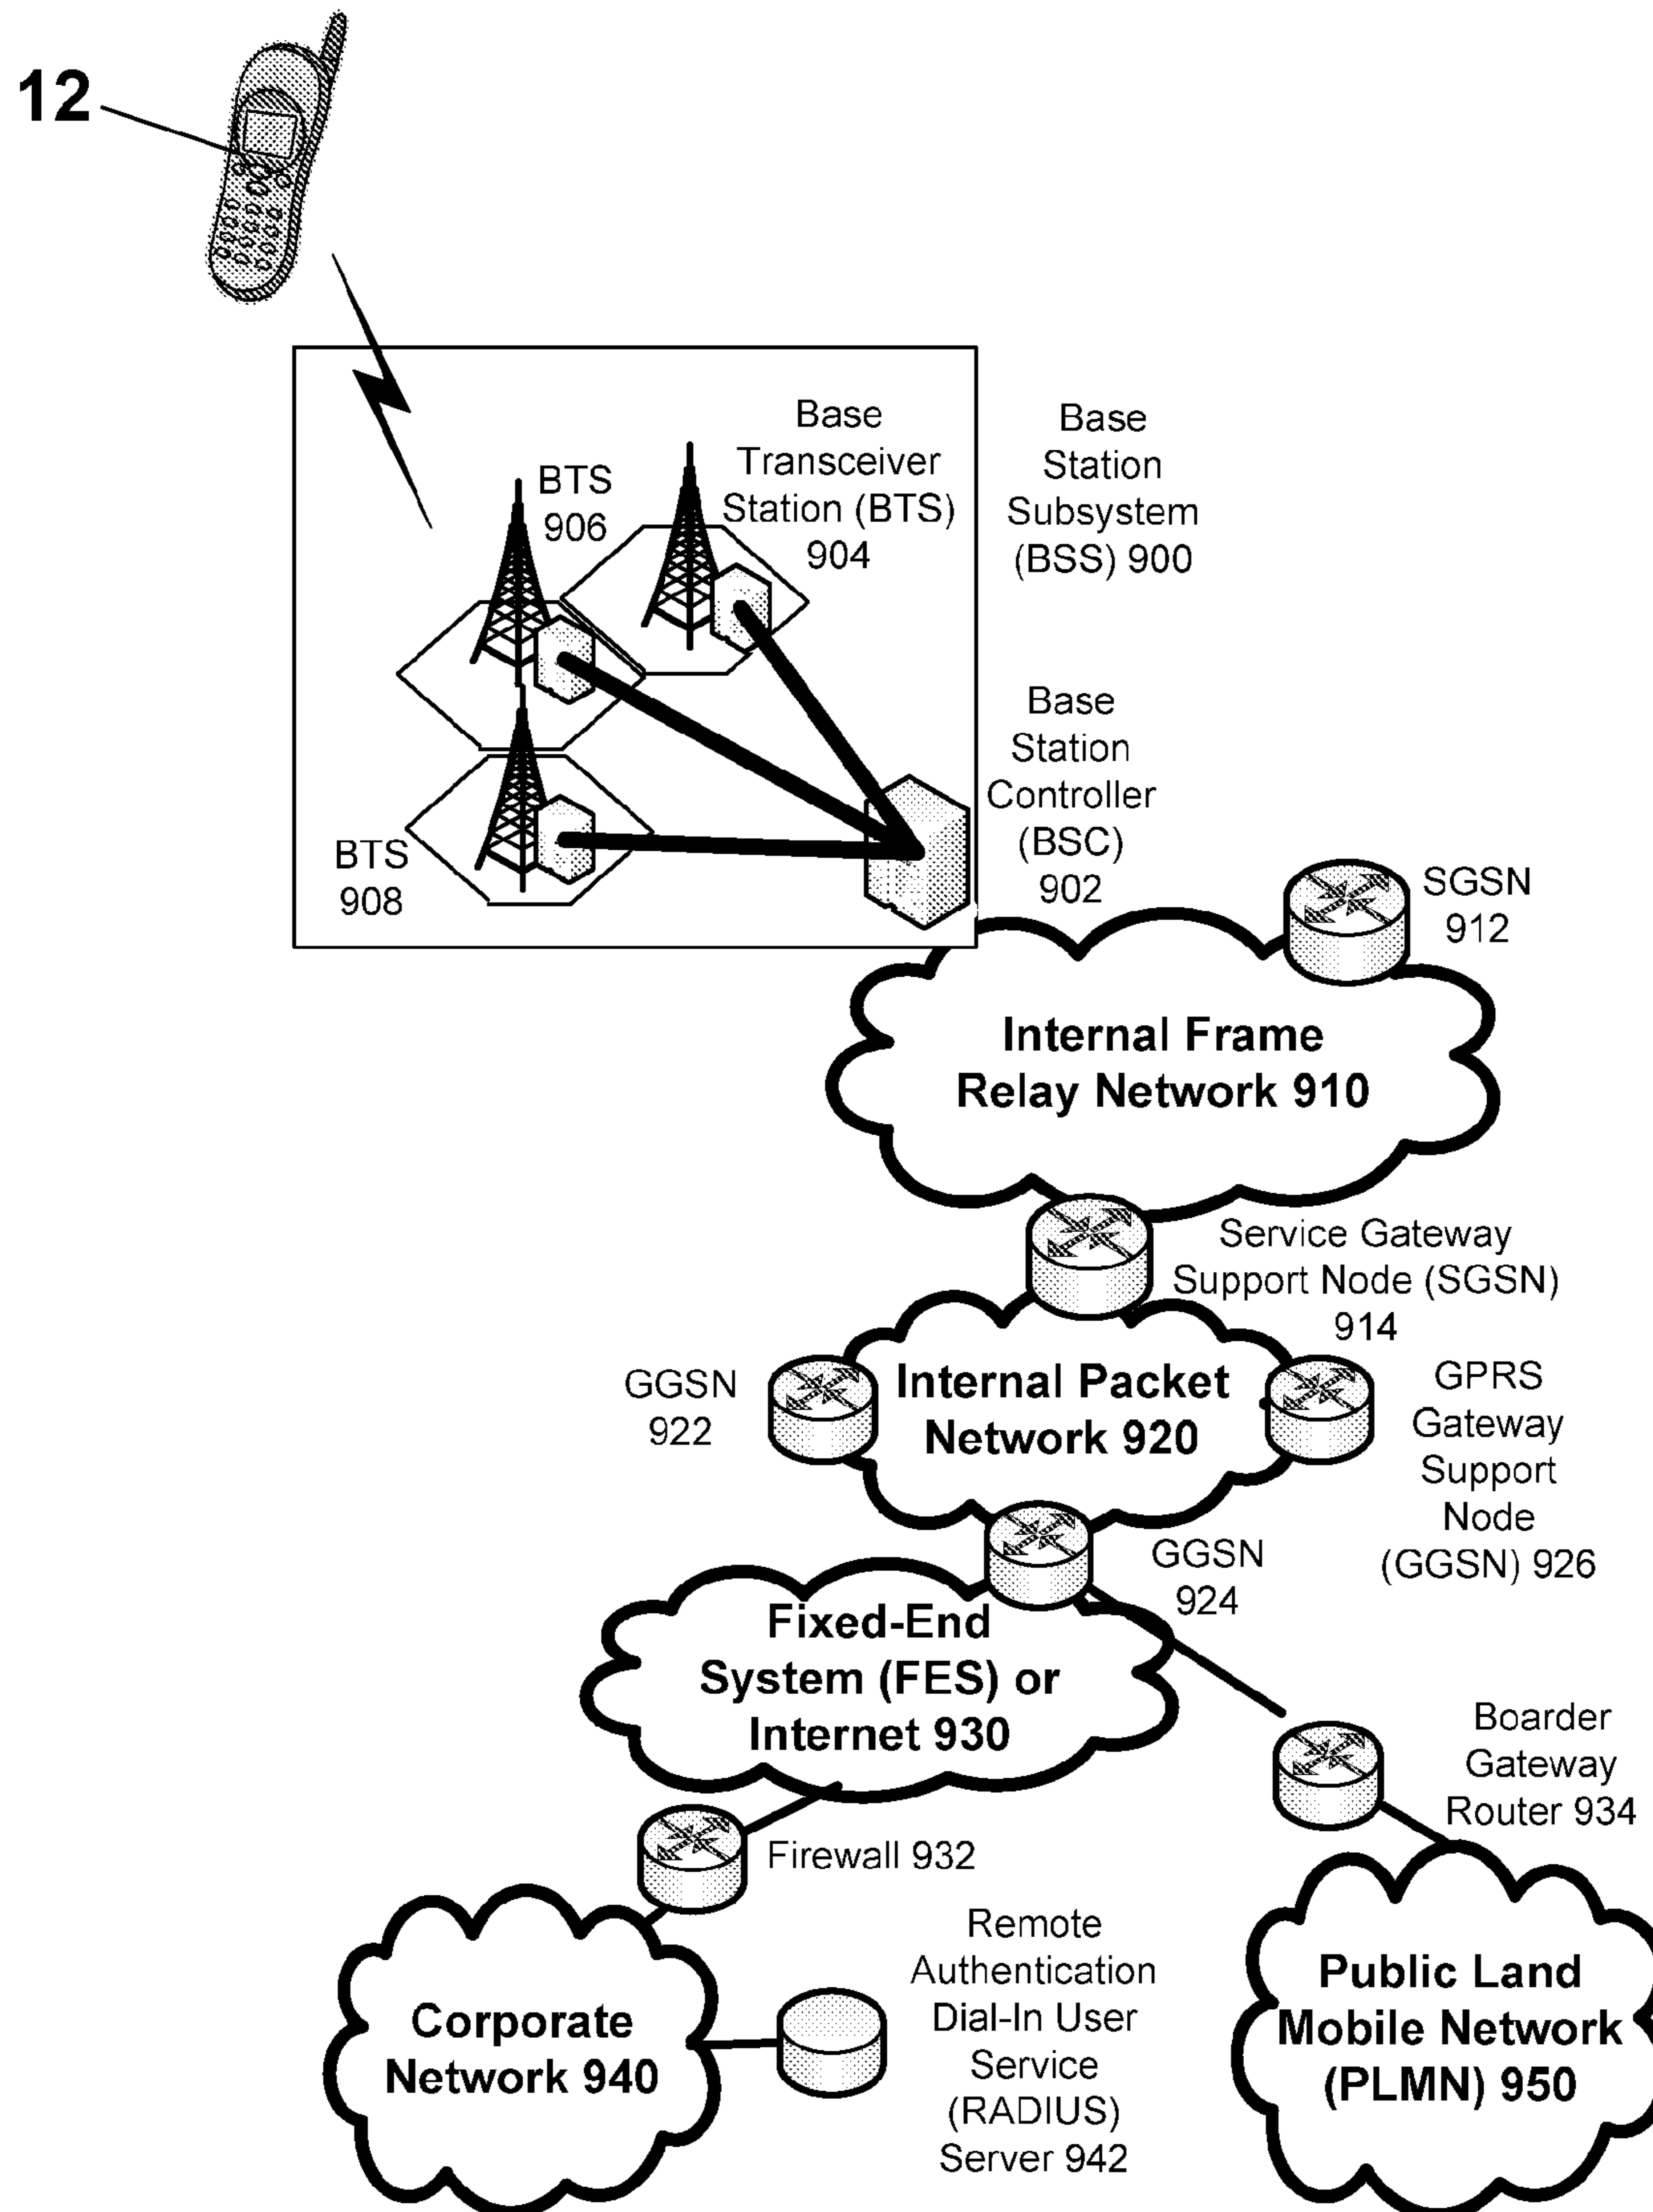 12
Base
Transceiver
Station (BTS)
904
BTS
906
Base
Station
Subsystem
(BSS) 900
Base
Station
Controller
(BSC)
902
BTS
908
SGSN
912
Internal Frame
Relay Network 910
Service Gateway
Support Node (SGSN)
914
GGSN
922
Internal Packet
Network 920
GPRS
Gateway
Support
Node
(GGSN) 926
GGSN
924
Fixed-End
System (FES) or
Internet 930
Boarder
Gateway
Router 934
Firewall 932
Remote
Authentication
Dial-In User
Service
(RADIUS)
Server 942
Corporate
Network 940
Public Land
Mobile Network
(PLMN) 950